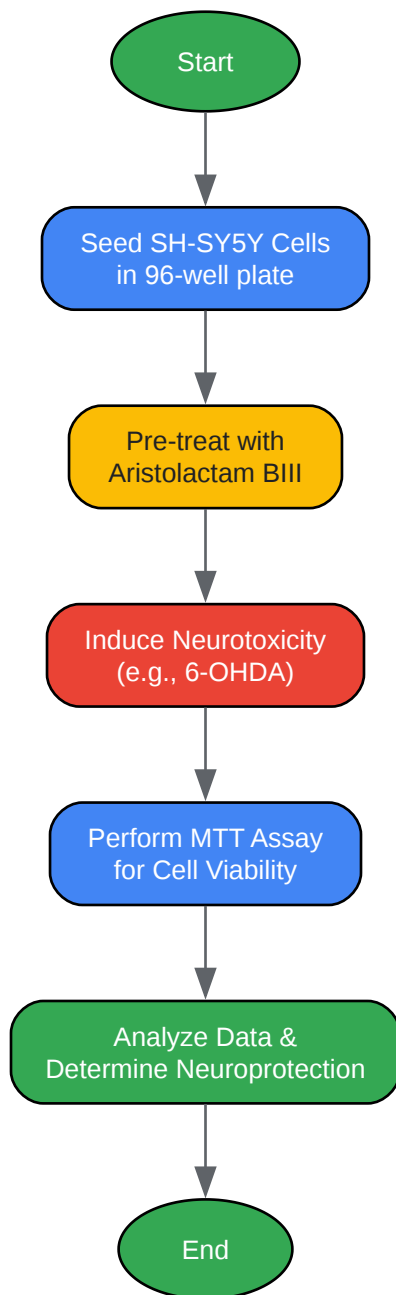 Start
Seed SH-SY5Y Cells
in 96-well plate
Pre-treat with
Aristolactam BIII
Induce Neurotoxicity
(e.g., 6-OHDA)
Perform MTT Assay
for Cell Viability
Analyze Data &
Determine Neuroprotection
End